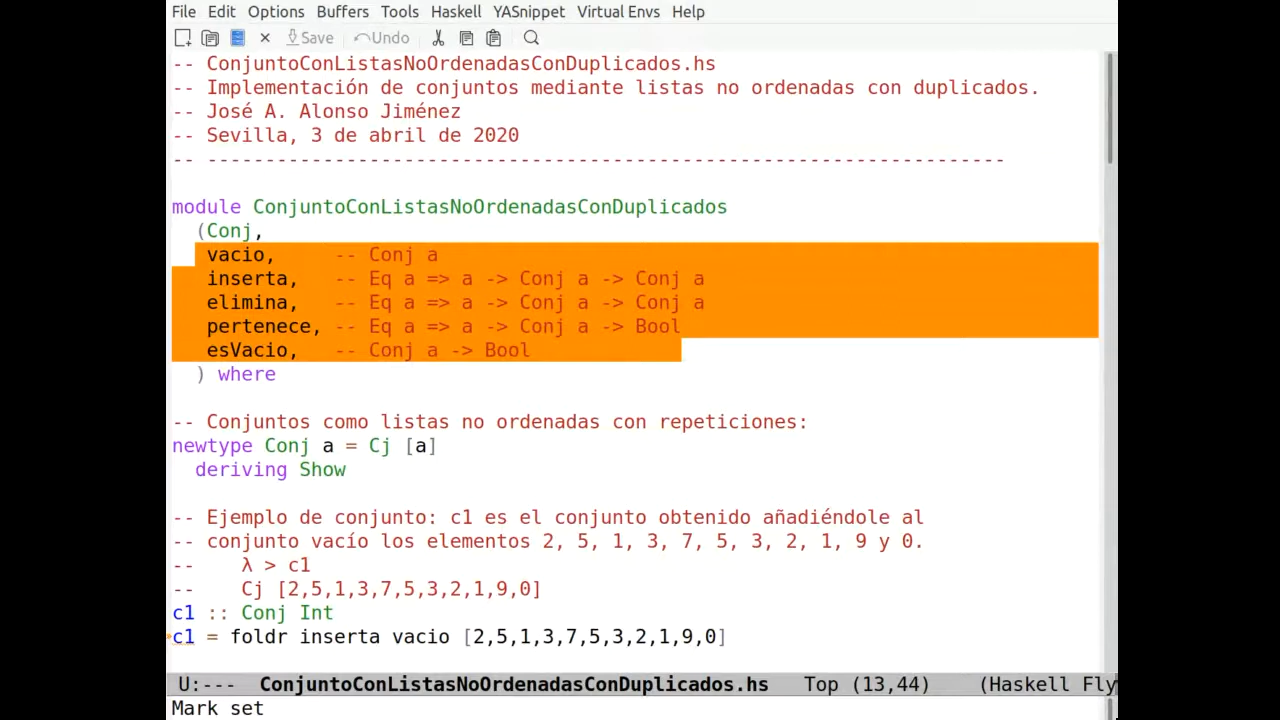 File Edit Options Buffers Tools Haskell YASnippet Virtual Envs Help
Save Undo
-- ConjuntoConListasNoOrdenadasConDuplicados.hs
-- Implementación de conjuntos mediante listas no ordenadas con duplicados.
-- José A. Alonso Jiménez
-- Sevilla, 3 de abril de 2020
-- ---------------------------------------------------------------------
module ConjuntoConListasNoOrdenadasConDuplicados
  (Conj,
   vacio,     -- Conj a
   inserta,   -- Eq a => a -> Conj a -> Conj a
   elimina,   -- Eq a => a -> Conj a -> Conj a
   pertenece, -- Eq a => a -> Conj a -> Bool
   esVacio,   -- Conj a -> Bool
  ) where
-- Conjuntos como listas no ordenadas con repeticiones:
newtype Conj a = Cj [a]
  deriving Show
-- Ejemplo de conjunto: c1 es el conjunto obtenido añadiéndole al
-- conjunto vacío los elementos 2, 5, 1, 3, 7, 5, 3, 2, 1, 9 y 0.
--    λ > c1
--    Cj [2,5,1,3,7,5,3,2,1,9,0]
c1 :: Conj Int
c1 = foldr inserta vacio [2,5,1,3,7,5,3,2,1,9,0]
U:--- ConjuntoConListasNoOrdenadasConDuplicados.hs Top (13,44) (Haskell Fly
Mark set